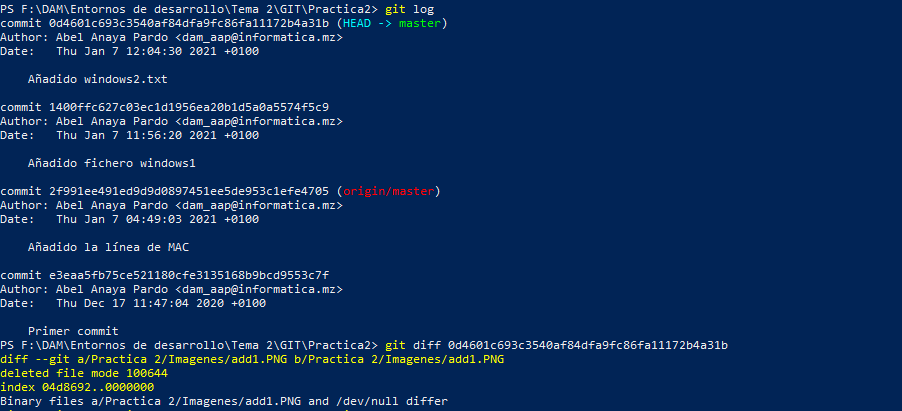 PS F:\DAM\Entornos de desarrollo\Tema 2\GIT\Practica2> git log
commit 0d4601c693c3540af84dfa9fc86fa11172b4a31b (HEAD -> master)
Author: Abel Anaya Pardo <dam_aap@informatica.mz>
Date:   Thu Jan 7 12:04:30 2021 +0100
Añadido windows2.txt
commit 1400ffc627c03ec1d1956ea20b1d5a0a5574f5c9
Author: Abel Anaya Pardo <dam_aap@informatica.mz>
Date:   Thu Jan 7 11:56:20 2021 +0100
Añadido fichero windows1
commit 2f991ee491ed9d9d0897451ee5de953c1efe4705 (origin/master)
Author: Abel Anaya Pardo <dam_aap@informatica.mz>
Date:   Thu Jan 7 04:49:03 2021 +0100
Añadido la línea de MAC
commit e3eaa5fb75ce521180cfe3135168b9bcd9553c7f
Author: Abel Anaya Pardo <dam_aap@informatica.mz>
Date:   Thu Dec 17 11:47:04 2020 +0100
Primer commit
PS F:\DAM\Entornos de desarrollo\Tema 2\GIT\Practica2> git diff 0d4601c693c3540af84dfa9fc86fa11172b4a31b
diff --git a/Practica 2/Imagenes/add1.PNG b/Practica 2/Imagenes/add1.PNG
deleted file mode 100644
index 04d8692..0000000
Binary files a/Practica 2/Imagenes/add1.PNG and /dev/null differ